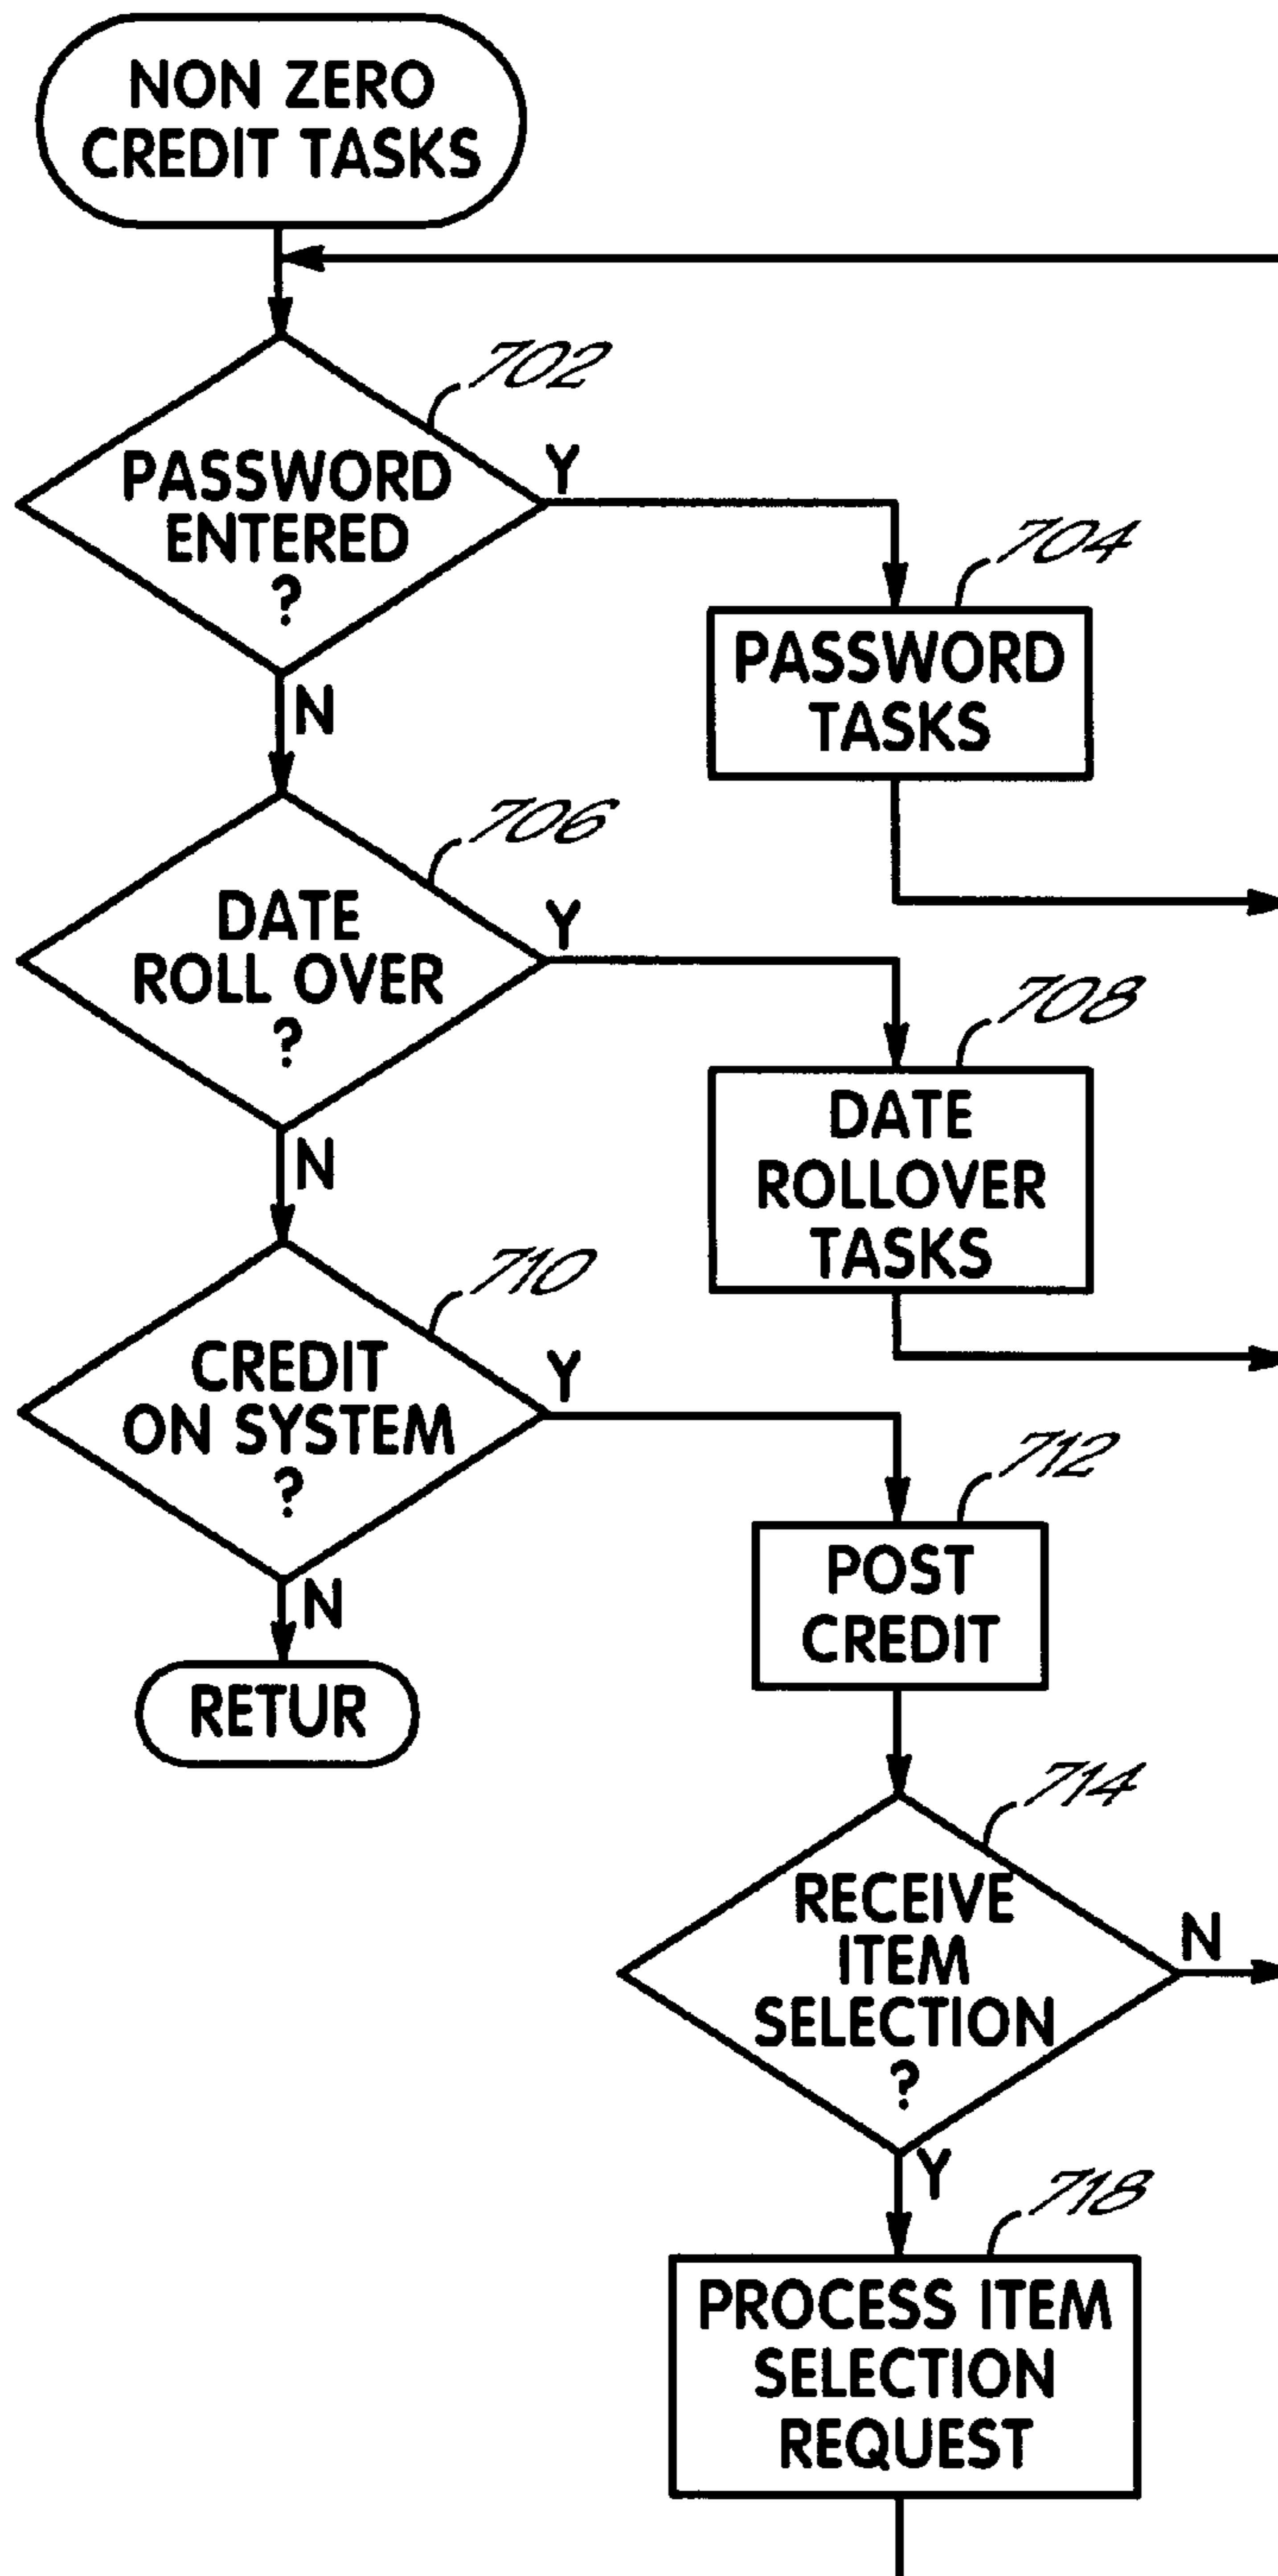 NON ZERO
CREDIT TASKS
702
PASSWORD
ENTERED
?
Y
704
PASSWORD
TASKS
N
706
DATE
ROLL OVER
?
Y
708
DATE
ROLLOVER
TASKS
N
710
CREDIT
ON SYSTEM
?
Y
712
POST
CREDIT
N
RETUR
714
RECEIVE
ITEM
SELECTION
?
N
Y
718
PROCESS ITEM
SELECTION
REQUEST